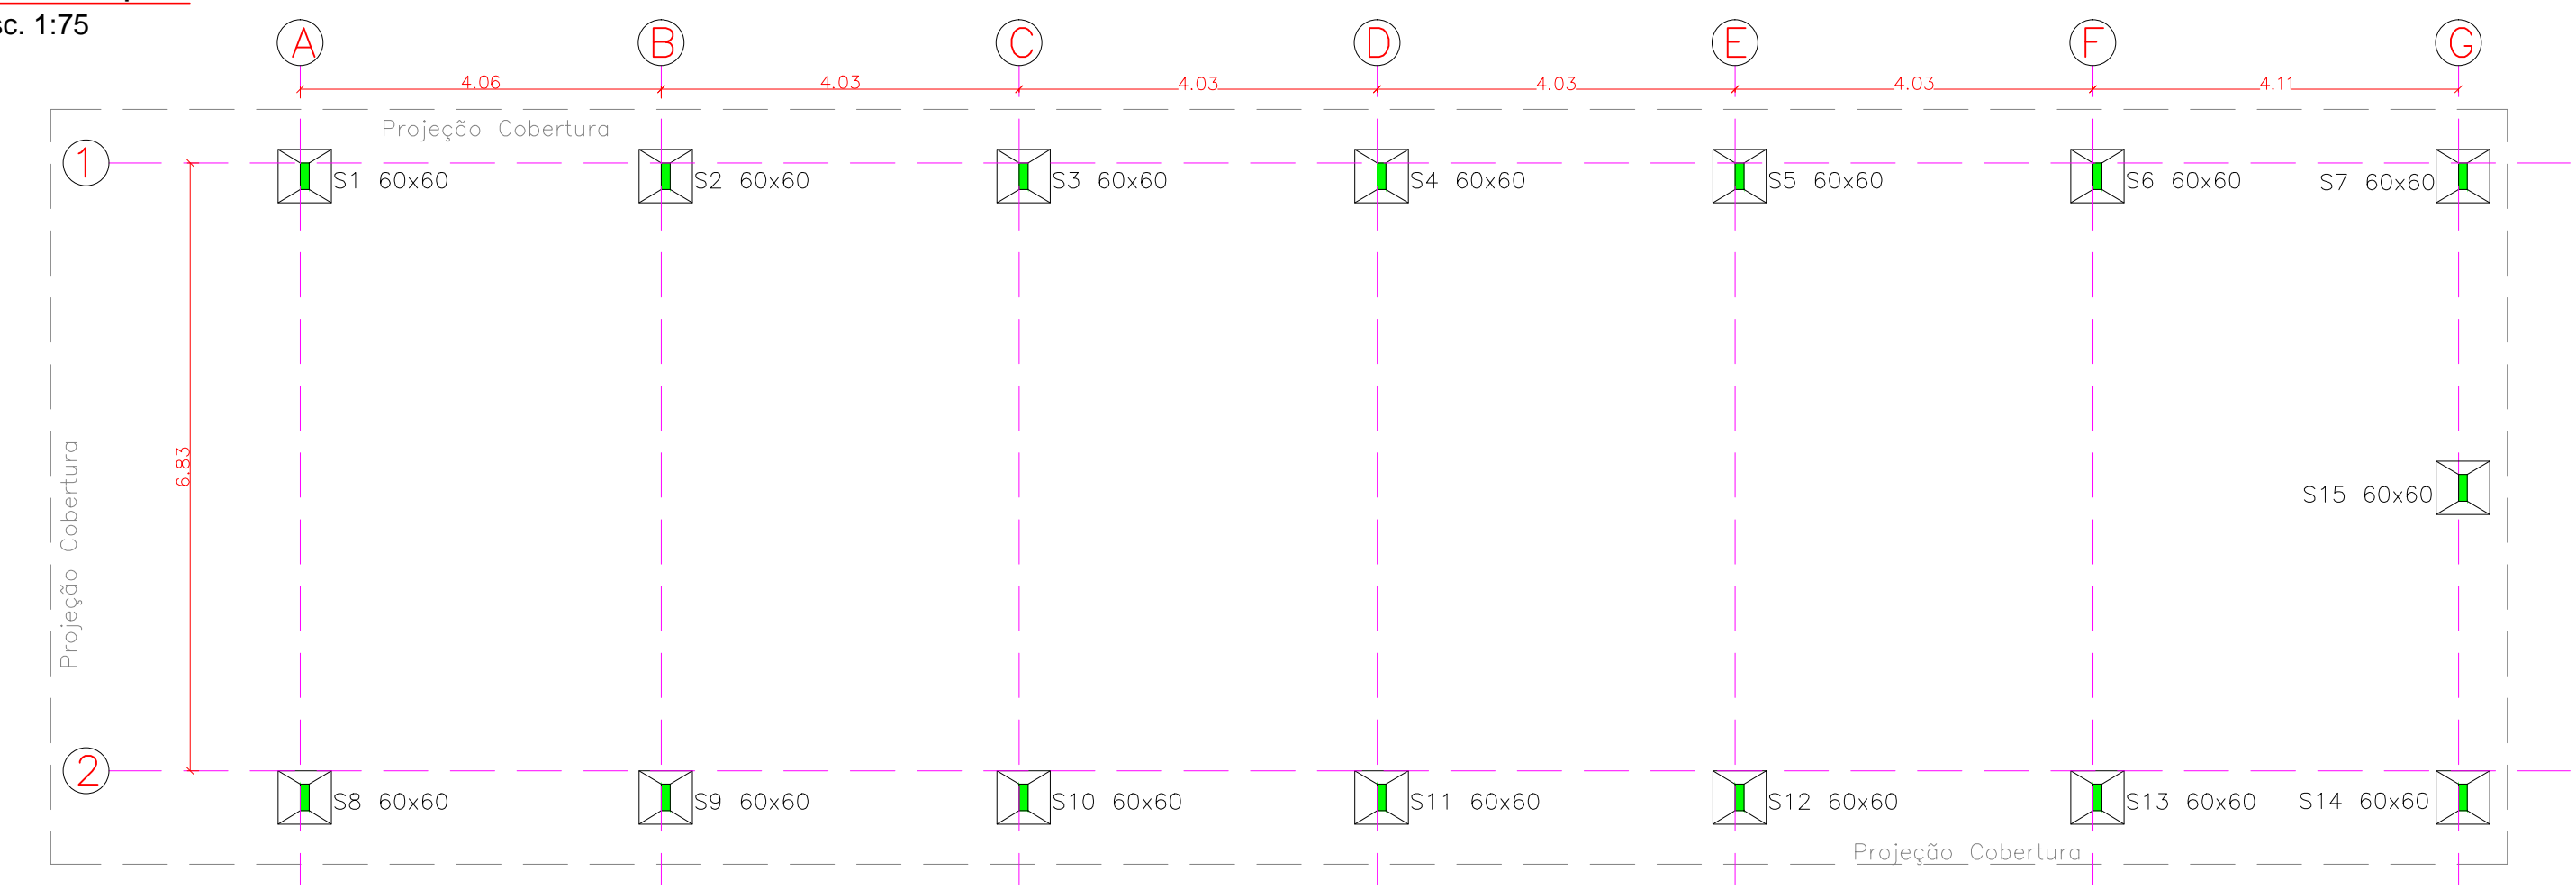 sc. 1:75
A B C D E F G
4.06 4.03 4.03 4.03 4.03 4.11
Projeção Cobertura
1
S1 60x60 S2 60x60 S3 60x60 S4 60x60 S5 60x60 S6 60x60 S7 60x60
6.83
Projeção Cobertura
S15 60x60
2
S8 60x60 S9 60x60 S10 60x60 S11 60x60 S12 60x60 S13 60x60 S14 60x60
Projeção Cobertura